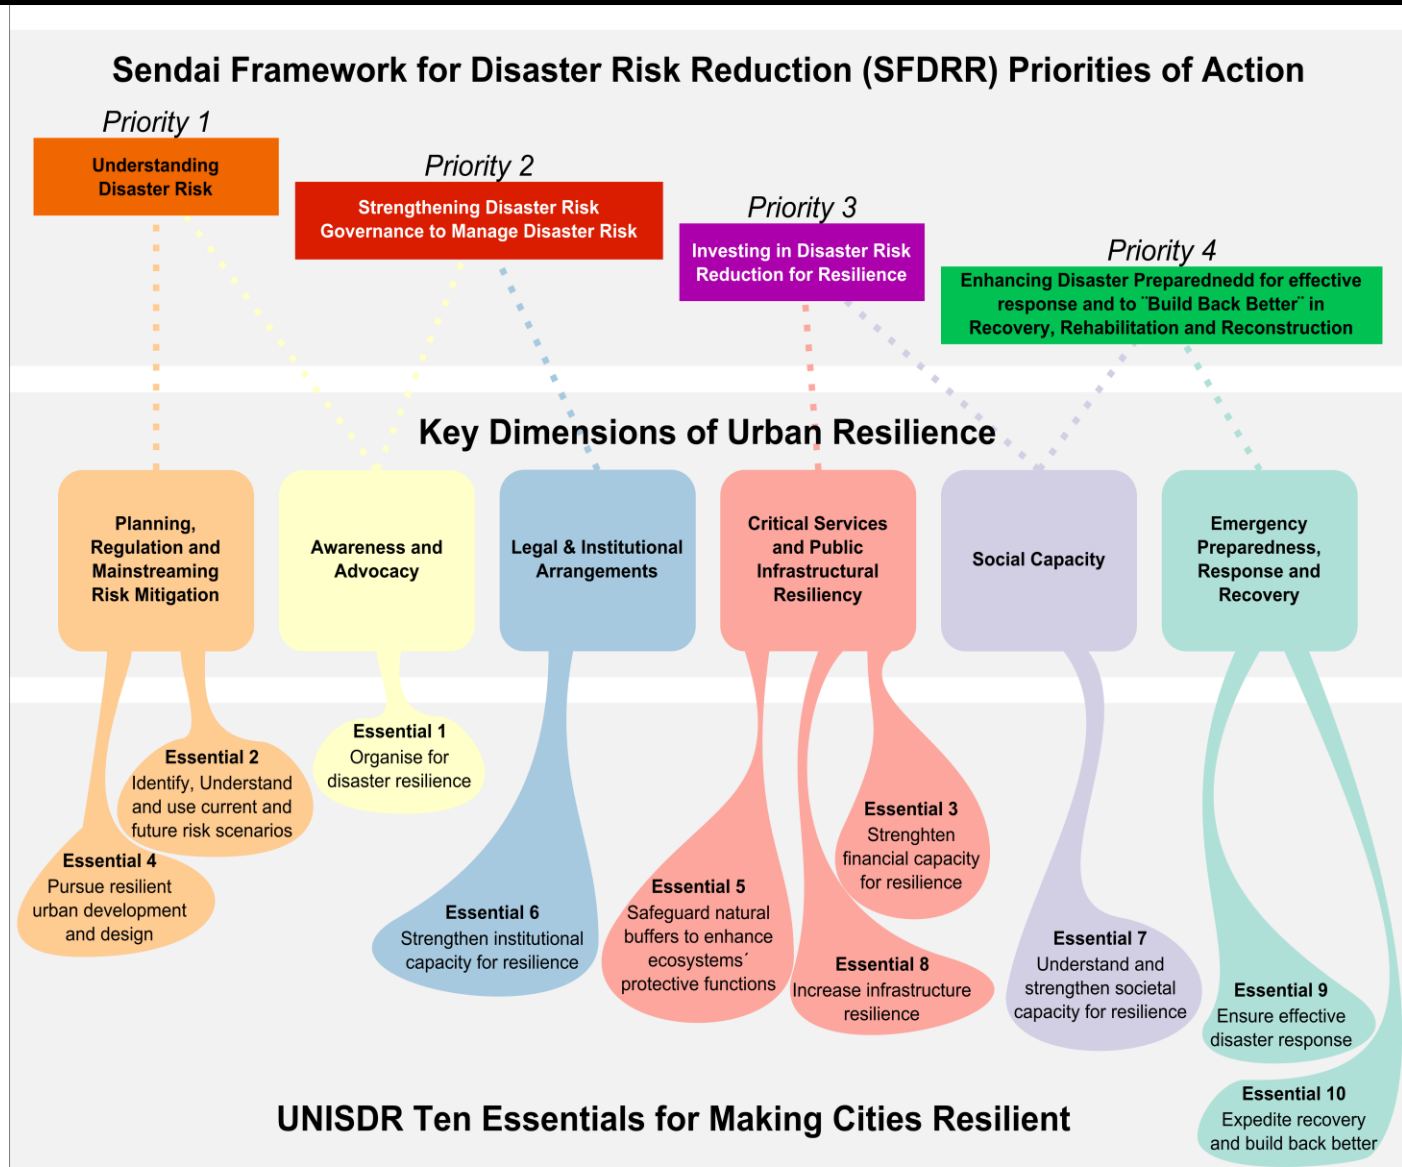 Sendai Framework for Disaster Risk Reduction (SFDRR) Priorities of Action
Priority 1
Understanding
Disaster Risk
Priority 2
Strengthening Disaster Risk
Governance to Manage Disaster Risk
Priority 3
Investing in Disaster Risk
Reduction for Resilience
Priority 4
Enhancing Disaster Preparednedd for effective
response and to ¨Build Back Better¨ in
Recovery, Rehabilitation and Reconstruction
Key Dimensions of Urban Resilience
Planning,
Regulation and
Mainstreaming
Risk Mitigation
Awareness and
Advocacy
Legal & Institutional
Arrangements
Critical Services
and Public
Infrastructural
Resiliency
Social Capacity
Emergency
Preparedness,
Response and
Recovery
Essential 1
Organise for
disaster resilience
Essential 2
Identify, Understand
and use current and
future risk scenarios
Essential 3
Strenghten
financial capacity
for resilience
Essential 4
Pursue resilient
urban development
and design
Essential 5
Safeguard natural
buffers to enhance
ecosystems´
protective functions
Essential 6
Strengthen institutional
capacity for resilience
Essential 7
Understand and
strengthen societal
capacity for resilience
Essential 8
Increase infrastructure
resilience
Essential 9
Ensure effective
disaster response
Essential 10
Expedite recovery
and build back better
UNISDR Ten Essentials for Making Cities Resilient